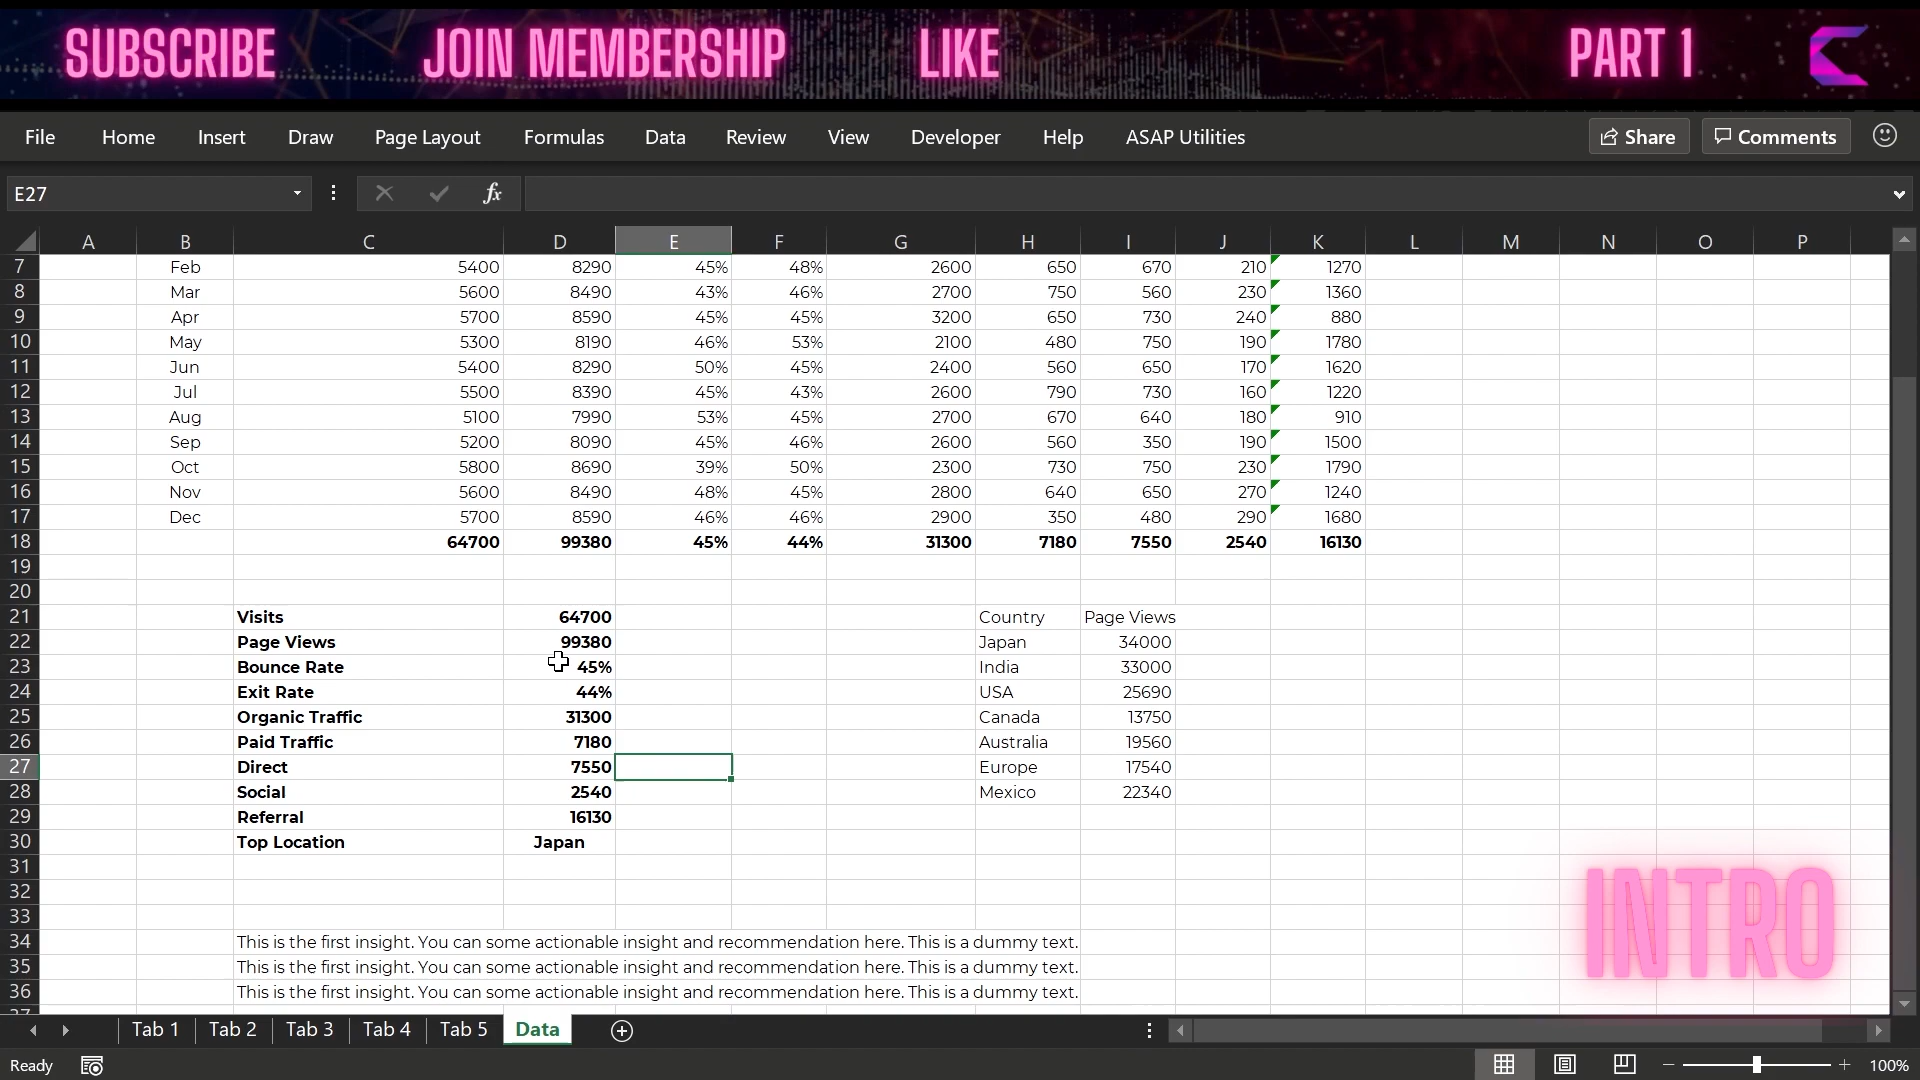 SUBSCRIBE JOIN MEMBERSHIP LIKE PART 1
File Home Insert Draw Page Layout Formulas Data Review View Developer Help ASAP Utilities Share Comments
E27 fx
A B C D E F G H I J K L M N O P
7 Feb 5400 8290 45% 48% 2600 650 670 210 1270
8 Mar 5600 8490 43% 46% 2700 750 560 230 1360
9 Apr 5700 8590 45% 45% 3200 650 730 240 880
10 May 5300 8190 46% 53% 2100 480 750 190 1780
11 Jun 5400 8290 50% 45% 2400 560 650 170 1620
12 Jul 5500 8390 45% 43% 2600 790 730 160 1220
13 Aug 5100 7990 53% 45% 2700 670 640 180 910
14 Sep 5200 8090 45% 46% 2600 560 350 190 1500
15 Oct 5800 8690 39% 50% 2300 730 750 230 1790
16 Nov 5600 8490 48% 45% 2800 640 650 270 1240
17 Dec 5700 8590 46% 46% 2900 350 480 290 1680
18 64700 99380 45% 44% 31300 7180 7550 2540 16130
19
20
21 Visits 64700 Country Page Views
22 Page Views 99380 Japan 34000
23 Bounce Rate 45% India 33000
24 Exit Rate 44% USA 25690
25 Organic Traffic 31300 Canada 13750
26 Paid Traffic 7180 Australia 19560
27 Direct 7550 Europe 17540
28 Social 2540 Mexico 22340
29 Referral 16130
30 Top Location Japan
31
32
33
34 This is the first insight. You can some actionable insight and recommendation here. This is a dummy text.
35 This is the first insight. You can some actionable insight and recommendation here. This is a dummy text.
36 This is the first insight. You can some actionable insight and recommendation here. This is a dummy text.
INTRO
Tab 1 Tab 2 Tab 3 Tab 4 Tab 5 Data
Ready 100%